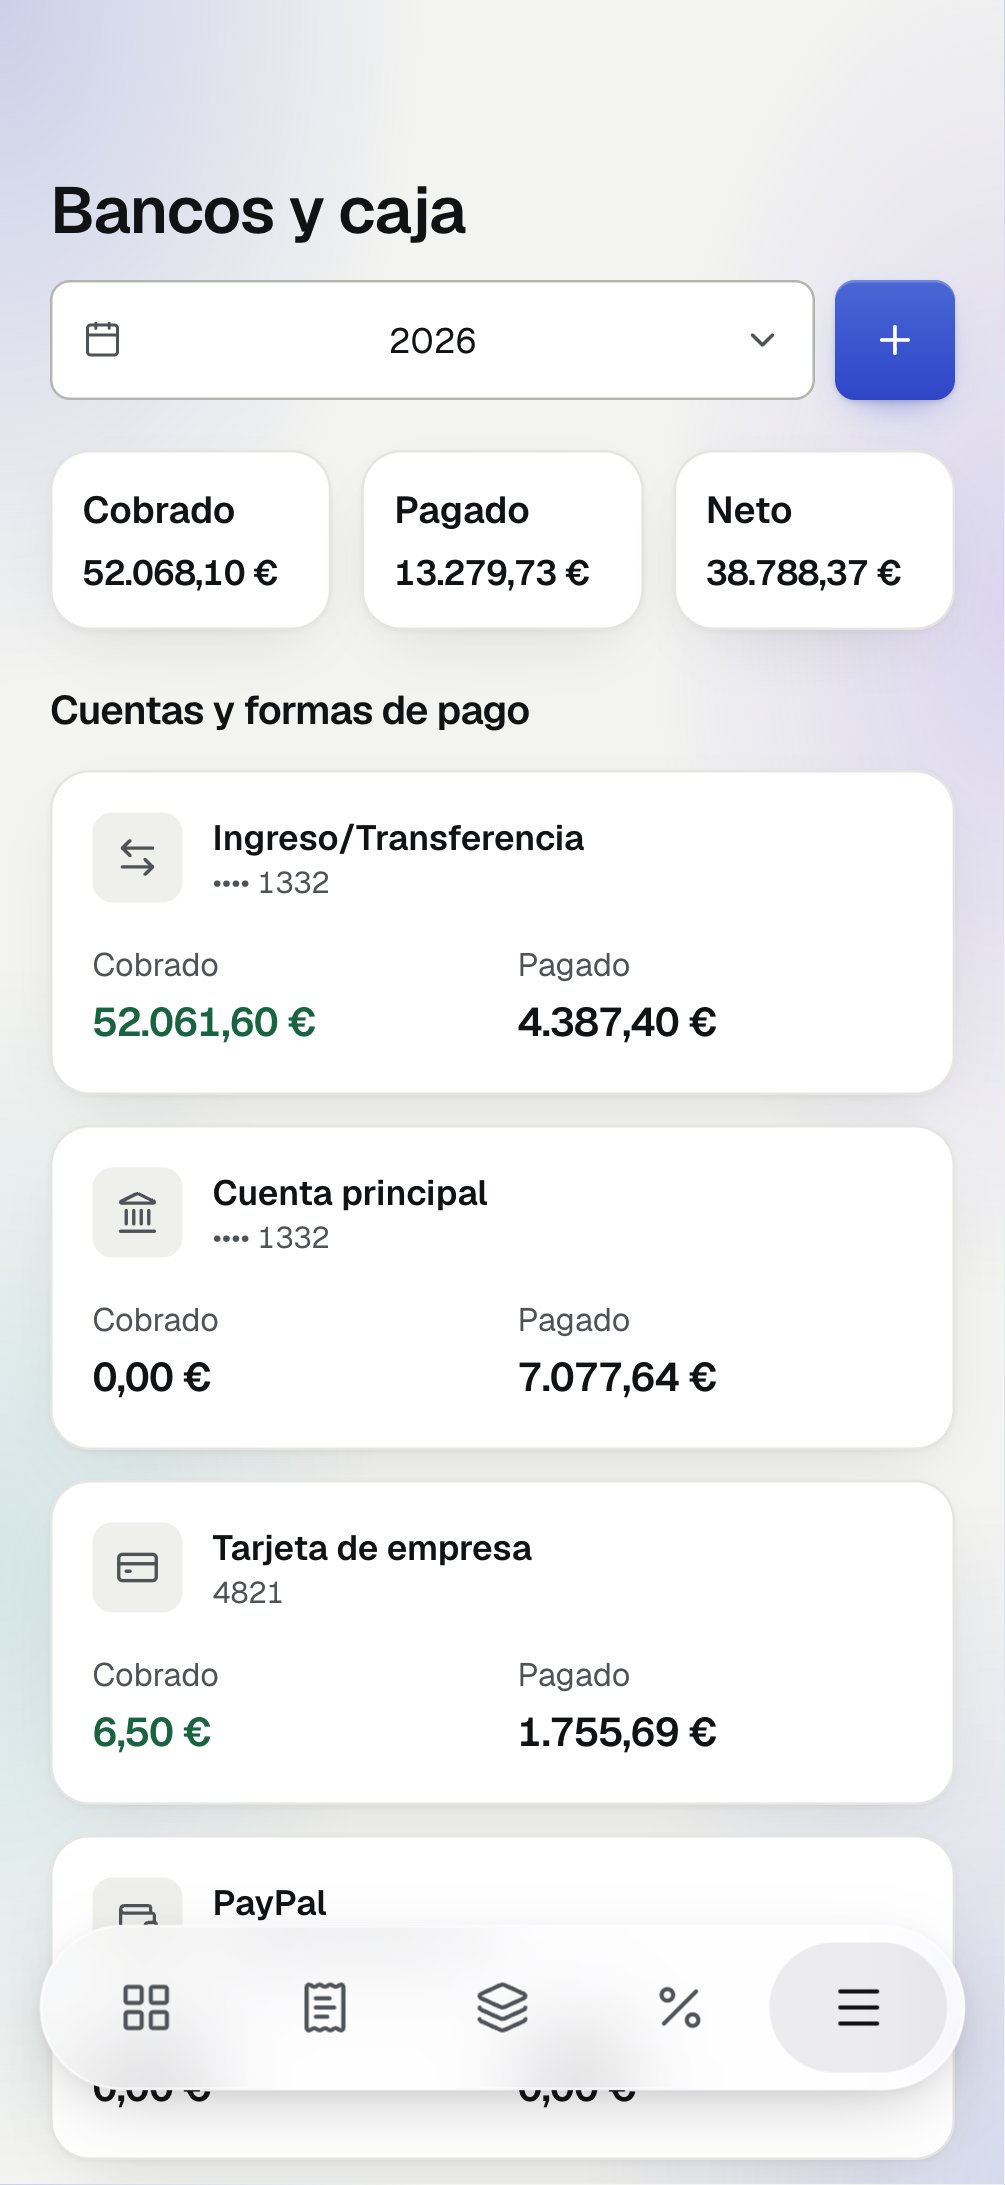 Bancos y caja
2026
Cobrado
52.068,10 €
Pagado
13.279,73 €
Neto
38.788,37 €
Cuentas y formas de pago
Ingreso/Transferencia
•••• 1332
Cobrado
52.061,60 €
Pagado
4.387,40 €
Cuenta principal
•••• 1332
Cobrado
0,00 €
Pagado
7.077,64 €
Tarjeta de empresa
4821
Cobrado
6,50 €
Pagado
1.755,69 €
PayPal